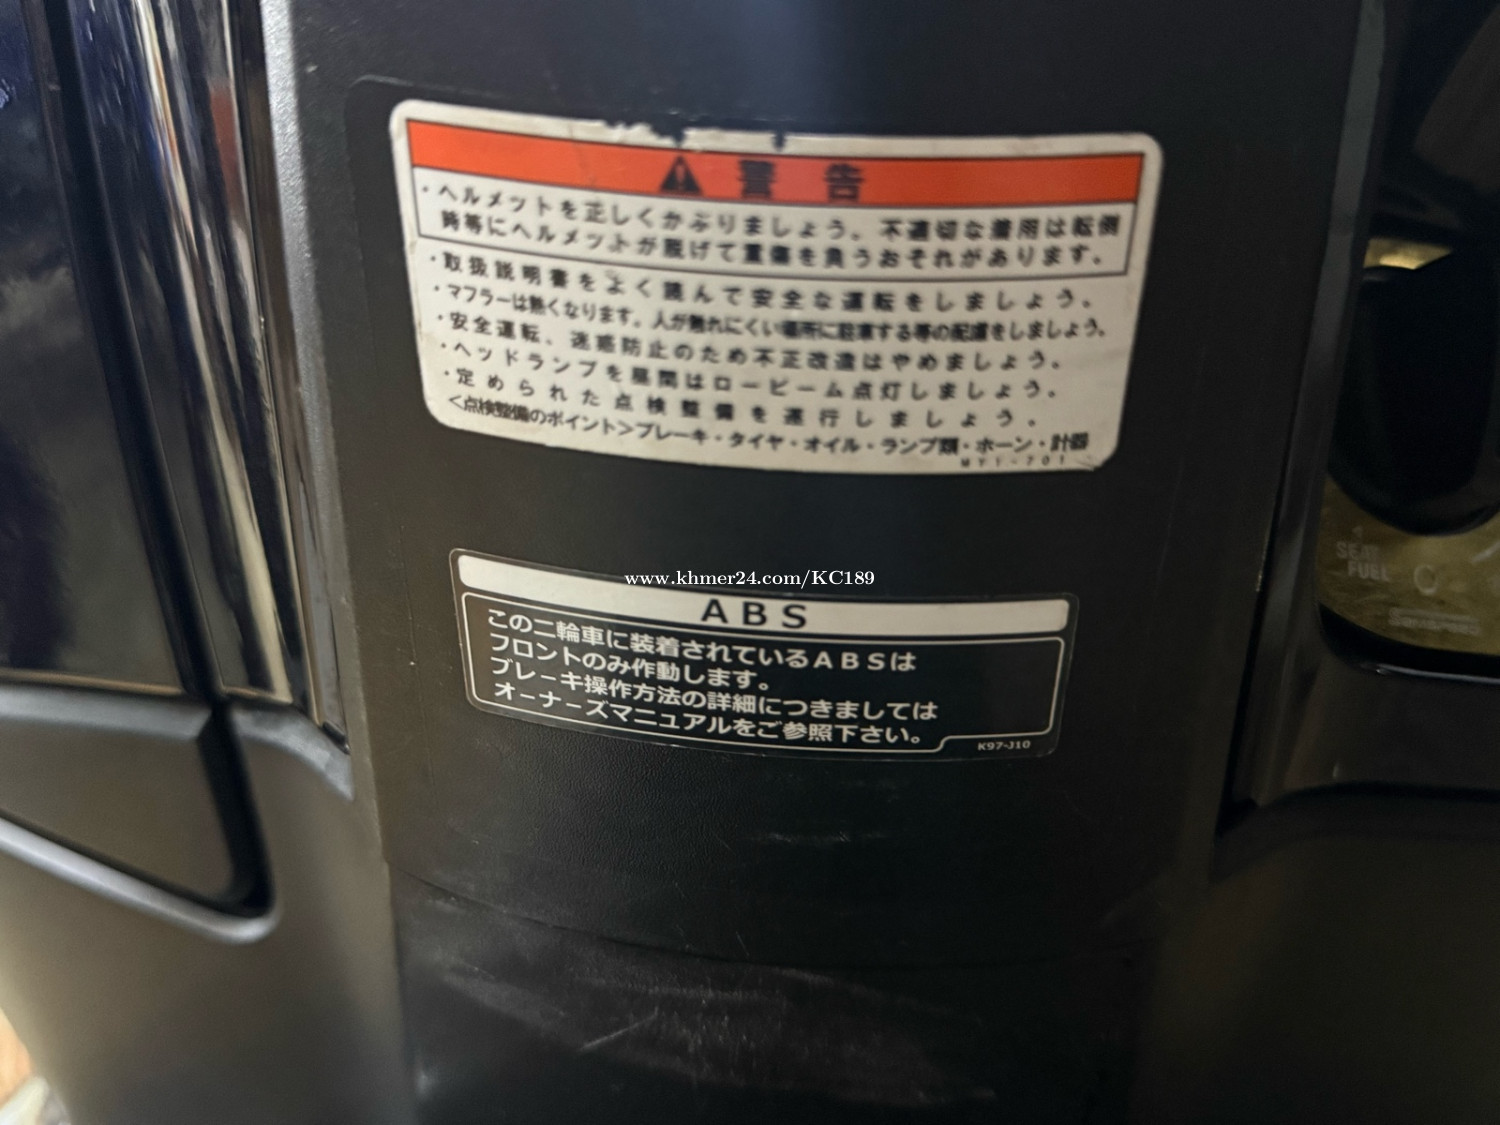 ⚠ 警告
・ヘルメットを正しくかぶりましょう。不適切な着用は転倒
時等にヘルメットが脱げて重傷を負うおそれがあります。
・取扱説明書をよく読んで安全な運転をしましょう。
・マフラーは熱くなります。人が触れにくい場所に駐車する等の配慮をしましょう。
・安全運転、迷惑防止のため不正改造はやめましょう。
・ヘッドランプを昼間はロービーム点灯しましょう。
・定められた点検整備を遂行しましょう。
<点検整備のポイント>ブレーキ・タイヤ・オイル・ランプ類・ホーン・計器
www.khmer24.com/KC189
ABS
この二輪車に装着されているABSは
フロントのみ作動します。
ブレーキ操作方法の詳細につきましては
オーナーズマニュアルをご参照下さい。
K97-J10
SEAT
FUEL